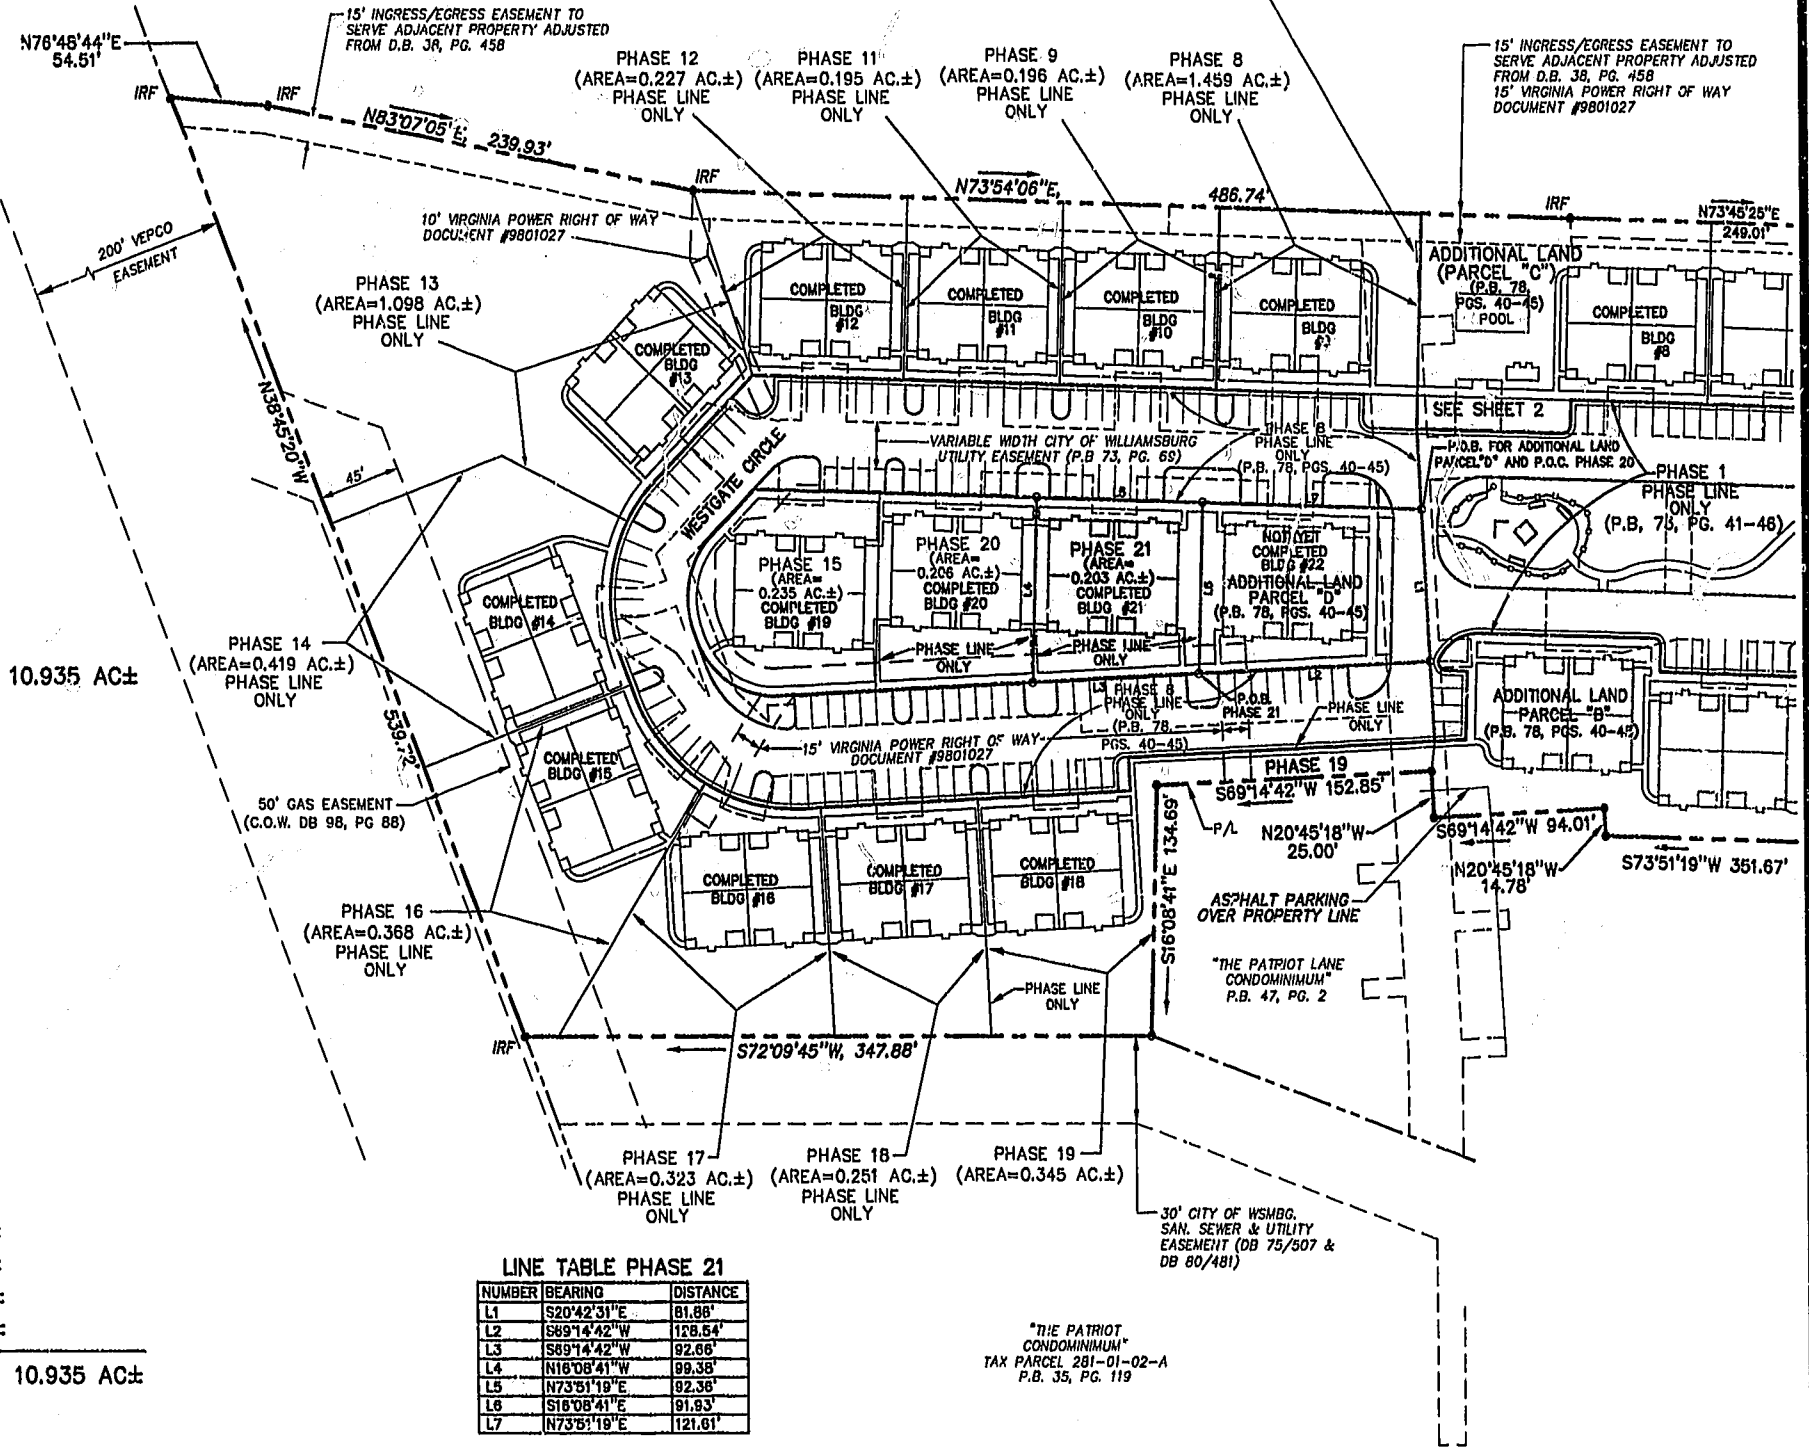 N76°48'44"E
54.51'
IRF
IRF
15' INGRESS/EGRESS EASEMENT TO
SERVE ADJACENT PROPERTY ADJUSTED
FROM D.B. 38, PG. 458
N83°07'05"E, 239.93'
IRF
PHASE 12
(AREA=0.227 AC.±)
PHASE LINE
ONLY
PHASE 11
(AREA=0.195 AC.±)
PHASE LINE
ONLY
PHASE 9
(AREA=0.196 AC.±)
PHASE LINE
ONLY
PHASE 8
(AREA=1.459 AC.±)
PHASE LINE
ONLY
15' INGRESS/EGRESS EASEMENT TO
SERVE ADJACENT PROPERTY ADJUSTED
FROM D.B. 38, PG. 458
15' VIRGINIA POWER RIGHT OF WAY
DOCUMENT #9801027
N73°54'06"E, 486.74'
IRF
N73°45'25"E
249.01'
10' VIRGINIA POWER RIGHT OF WAY
DOCUMENT #9801027
200' VEPCO
EASEMENT
PHASE 13
(AREA=1.098 AC.±)
PHASE LINE
ONLY
COMPLETED
BLDG
#13
COMPLETED
BLDG
#12
COMPLETED
BLDG
#11
COMPLETED
BLDG
#10
COMPLETED
BLDG
ADDITIONAL LAND
(PARCEL "C")
(P.B. 78,
PGS. 40-45)
POOL
COMPLETED
BLDG
#8
SEE SHEET 2
N38°45'20"W
539.72'
45'
WESTGATE CIRCLE
VARIABLE WIDTH CITY OF WILLIAMSBURG
UTILITY EASEMENT (P.B 73, PG. 69)
PHASE 8
PHASE LINE
ONLY
(P.B. 78, PGS. 40-45)
P.O.B. FOR ADDITIONAL LAND
PARCEL "D" AND P.O.C. PHASE 20
PHASE 1
PHASE LINE
ONLY
(P.B, 73, PG. 41-46)
L6
L7
PHASE 15
(AREA=
0.235 AC.±)
COMPLETED
BLDG #19
PHASE 20
(AREA=
0.206 AC.±)
COMPLETED
BLDG #20
L4
PHASE 21
(AREA=
0.203 AC.±)
COMPLETED
BLDG #21
L5
NOT YET
COMPLETED
BLDG #22
ADDITIONAL LAND
PARCEL "D"
(P.B. 78, PGS. 40-45)
L1
COMPLETED
BLDG #14
PHASE LINE
ONLY
PHASE LINE
ONLY
PHASE 14
(AREA=0.419 AC.±)
PHASE LINE
ONLY
10.935 AC±
L3
PHASE 8
PHASE LINE
ONLY
(P.B. 78,
PGS. 40-45)
P.O.B.
PHASE 21
L2
PHASE LINE
ONLY
ADDITIONAL LAND
PARCEL "B"
(P.B. 78, PGS. 40-45)
15' VIRGINIA POWER RIGHT OF WAY
DOCUMENT #9801027
COMPLETED
BLDG #15
50' GAS EASEMENT
(C.O.W. DB 98, PG 88)
PHASE 19
S69°14'42"W 152.85'
P/L
N20°45'18"W
25.00'
S69°14'42"W 94.01'
N20°45'18"W
14.78'
S73°51'19"W 351.67'
S16°08'41"E 134.69'
COMPLETED
BLDG #16
COMPLETED
BLDG #17
COMPLETED
BLDG #18
ASPHALT PARKING
OVER PROPERTY LINE
PHASE 16
(AREA=0.368 AC.±)
PHASE LINE
ONLY
"THE PATRIOT LANE
CONDOMINIMUM"
P.B. 47, PG. 2
PHASE LINE
ONLY
IRF
S72°09'45"W, 347.88'
PHASE 17
(AREA=0.323 AC.±)
PHASE LINE
ONLY
PHASE 18
(AREA=0.251 AC.±)
PHASE LINE
ONLY
PHASE 19
(AREA=0.345 AC.±)
30' CITY OF WSMBG.
SAN. SEWER & UTILITY
EASEMENT (DB 75/507 &
DB 80/481)
LINE TABLE PHASE 21
NUMBER BEARING DISTANCE
L1 S20°42'31"E 81.88'
L2 S69°14'42"W 128.54'
L3 S69°14'42"W 92.66'
L4 N16°08'41"W 99.38'
L5 N73°51'19"E 92.36'
L6 S16°08'41"E 91.93'
L7 N73°51'19"E 121.61'
"THE PATRIOT
CONDOMINIMUM"
TAX PARCEL 281-01-02-A
P.B. 35, PG. 119
10.935 AC±